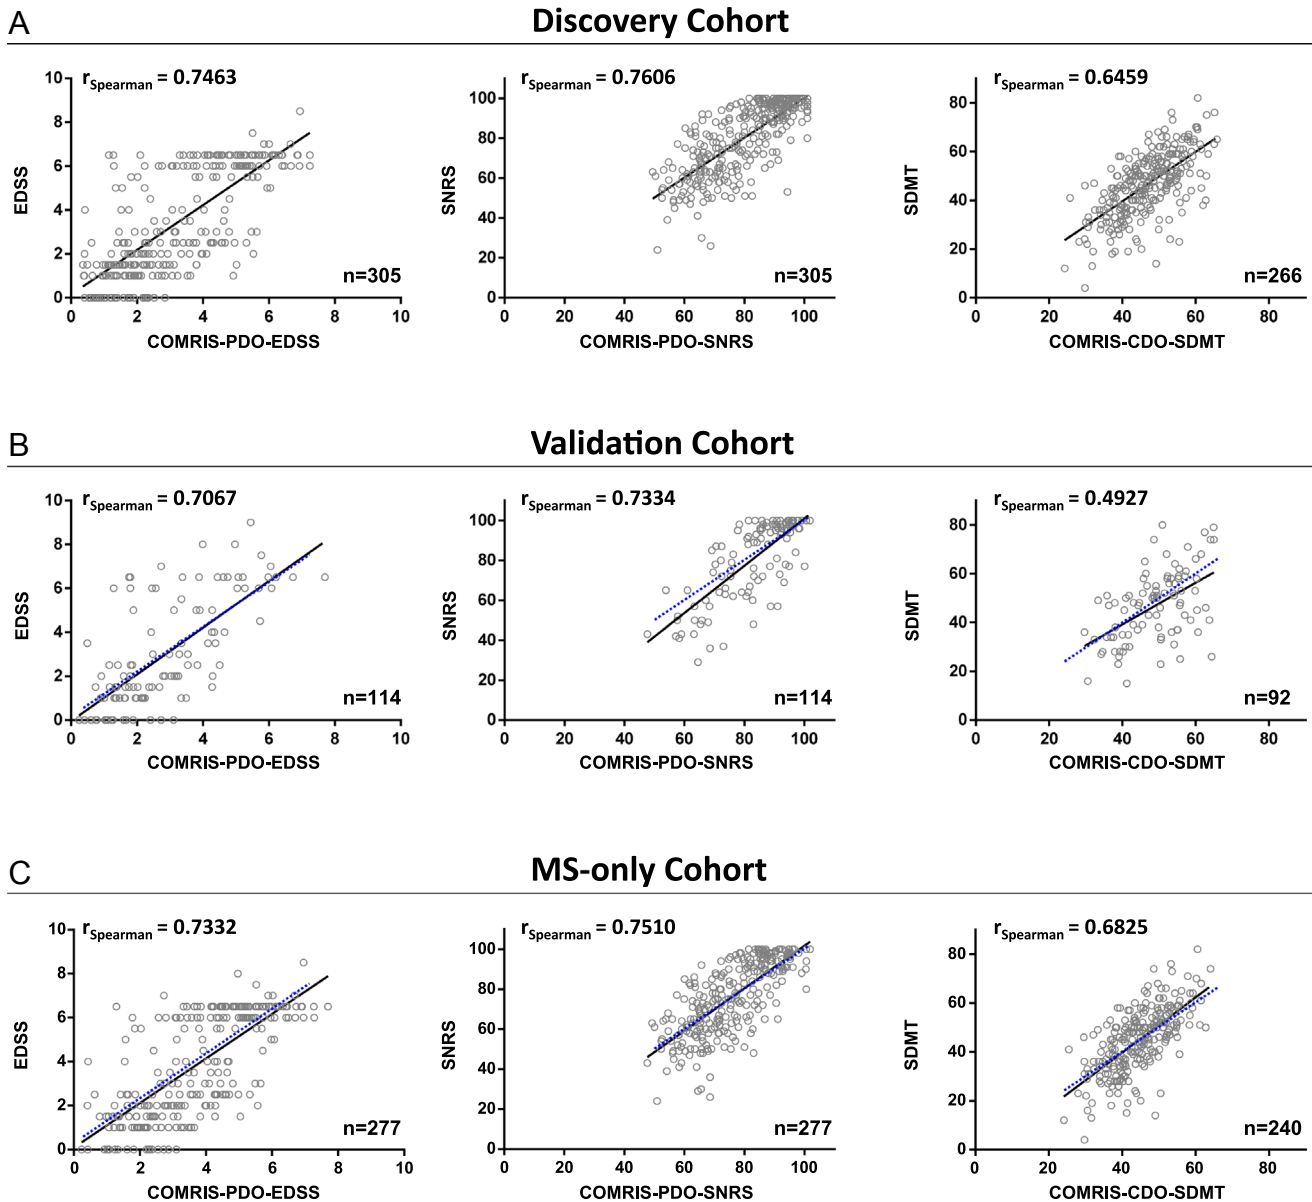 A
Discovery Cohort
rSpearman = 0.7463
EDSS
10
8
6
4
2
0
n=305
0 2 4 6 8 10
COMRIS-PDO-EDSS
rSpearman = 0.7606
SNRS
100
80
60
40
20
0
n=305
0 20 40 60 80 100
COMRIS-PDO-SNRS
rSpearman = 0.6459
SDMT
80
60
40
20
0
n=266
0 20 40 60 80
COMRIS-CDO-SDMT
B
Validation Cohort
rSpearman = 0.7067
EDSS
10
8
6
4
2
0
n=114
0 2 4 6 8 10
COMRIS-PDO-EDSS
rSpearman = 0.7334
SNRS
100
80
60
40
20
0
n=114
0 20 40 60 80 100
COMRIS-PDO-SNRS
rSpearman = 0.4927
SDMT
80
60
40
20
0
n=92
0 20 40 60 80
COMRIS-CDO-SDMT
C
MS-only Cohort
rSpearman = 0.7332
EDSS
10
8
6
4
2
0
n=277
0 2 4 6 8 10
COMRIS-PDO-EDSS
rSpearman = 0.7510
SNRS
100
80
60
40
20
0
n=277
0 20 40 60 80 100
COMRIS-PDO-SNRS
rSpearman = 0.6825
SDMT
80
60
40
20
0
n=240
0 20 40 60 80
COMRIS-CDO-SDMT